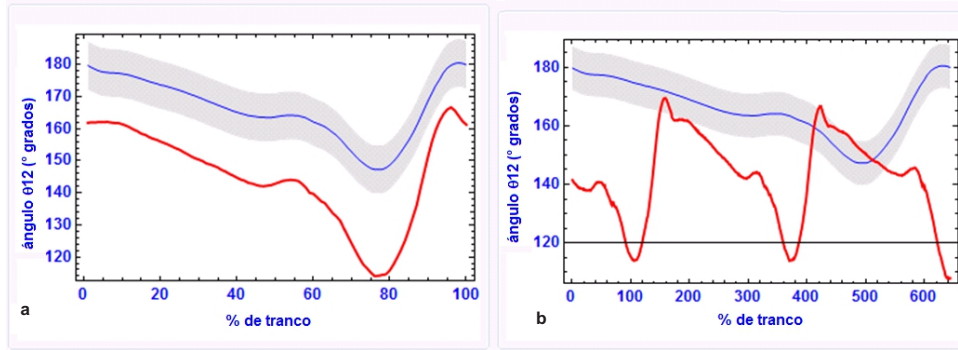 180
170
160
150
140
130
120
0 20 40 60 80 100
ángulo θ12 (° grados)
% de tranco
a
180
160
140
120
0 100 200 300 400 500 600
ángulo θ12 (° grados)
% de tranco
b